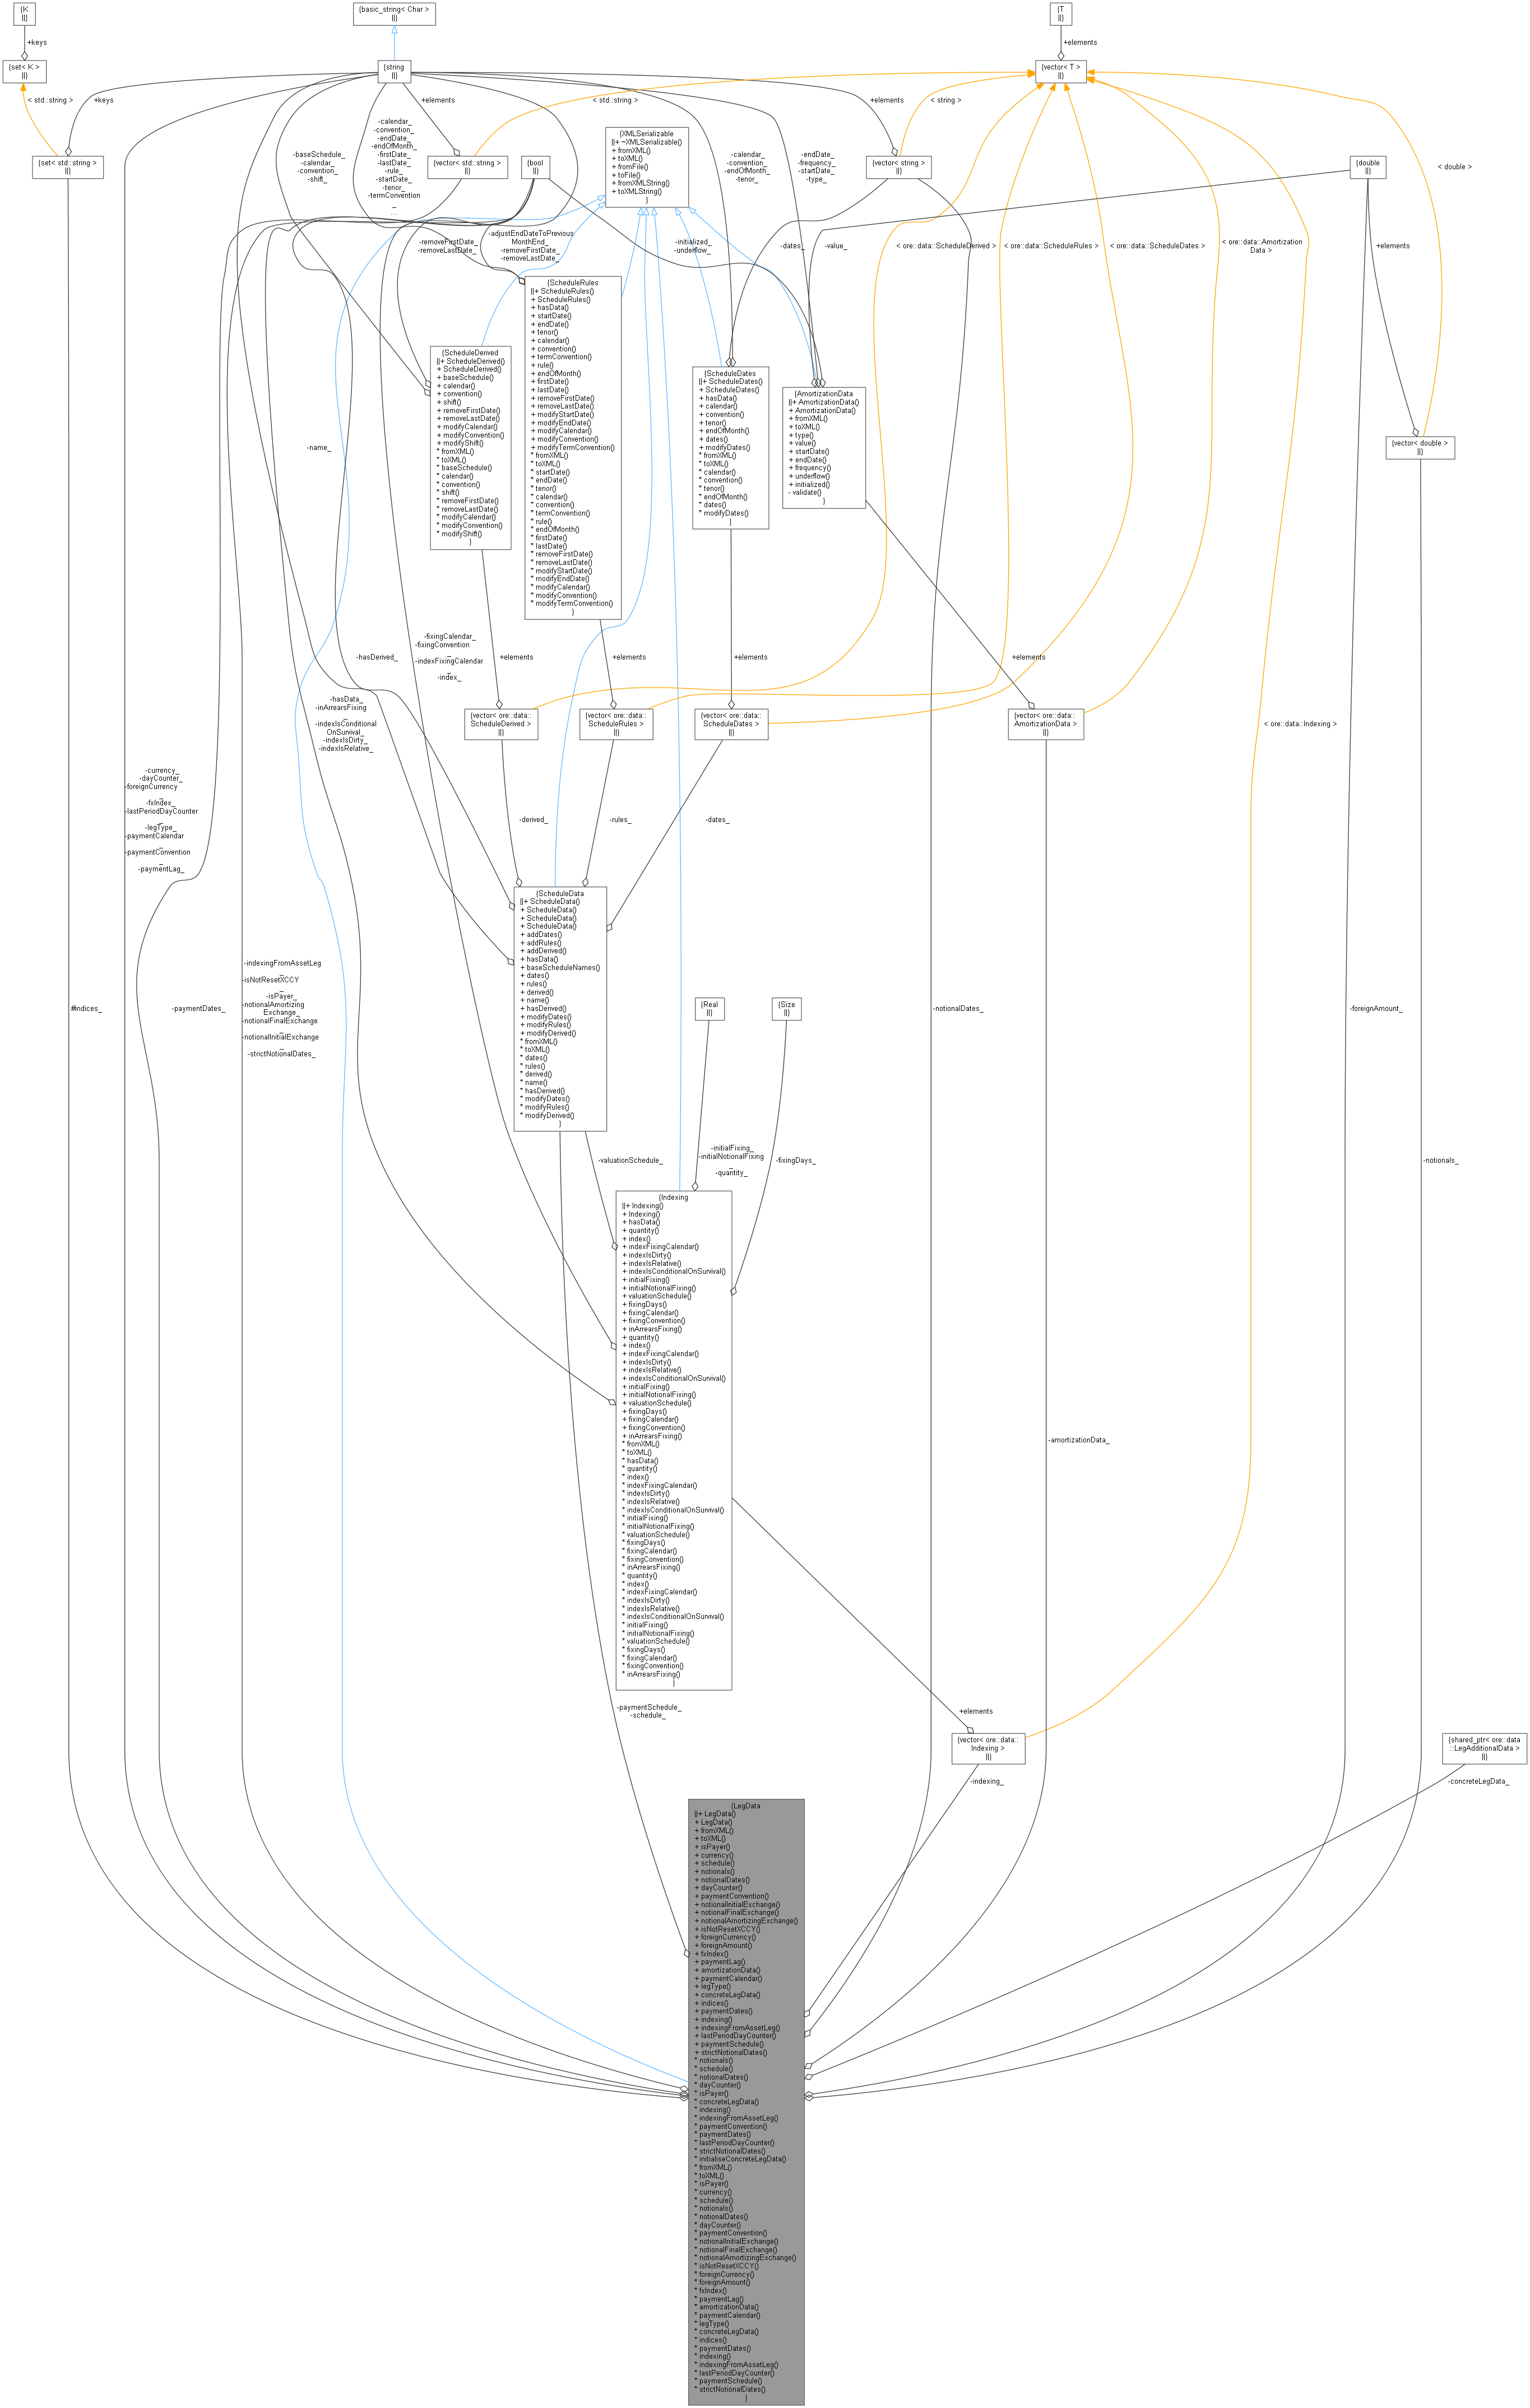 {K
||}
{basic_string< Char >
||}
{T
||}
+keys
+elements
{set< K >
||}
{string
||}
{vector< T >
||}
< std::string >
+keys
+elements
< std::string >
+elements
< string >
-calendar_
-convention_
-endDate_
-endOfMonth_
-firstDate_
-lastDate_
-rule_
-startDate_
-tenor_
-termConvention
_
...
-baseSchedule_
-calendar_
-convention_
-shift_
{set< std::string >
||}
{vector< std::string >
||}
{bool
||}
{XMLSerializable
||+ ~XMLSerializable()
+ fromXML()
+ toXML()
+ fromFile()
+ toFile()
+ fromXMLString()
+ toXMLString()
}
-calendar_
-convention_
-endOfMonth_
-tenor_
-endDate_
-frequency_
-startDate_
-type_
{vector< string >
||}
{double
||}
< double >
-removeFirstDate_
-removeLastDate_
-adjustEndDateToPrevious
MonthEnd_
-removeFirstDate_
-removeLastDate_
-initialized_
-underflow_
-dates_
-value_
< ore::data::ScheduleDerived >
< ore::data::ScheduleRules >
< ore::data::ScheduleDates >
< ore::data::Amortization
Data >
+elements
{ScheduleRules
||+ ScheduleRules()
+ ScheduleRules()
+ hasData()
+ startDate()
+ endDate()
+ tenor()
+ calendar()
+ convention()
+ termConvention()
+ rule()
+ endOfMonth()
+ firstDate()
+ lastDate()
+ removeFirstDate()
+ removeLastDate()
+ modifyStartDate()
+ modifyEndDate()
+ modifyCalendar()
+ modifyConvention()
+ modifyTermConvention()
* fromXML()
* toXML()
* startDate()
* endDate()
* tenor()
* calendar()
* convention()
* termConvention()
* rule()
* endOfMonth()
* firstDate()
* lastDate()
* removeFirstDate()
* removeLastDate()
* modifyStartDate()
* modifyEndDate()
* modifyCalendar()
* modifyConvention()
* modifyTermConvention()
}
{ScheduleDerived
||+ ScheduleDerived()
+ ScheduleDerived()
+ baseSchedule()
+ calendar()
+ convention()
+ shift()
+ removeFirstDate()
+ removeLastDate()
+ modifyCalendar()
+ modifyConvention()
+ modifyShift()
* fromXML()
* toXML()
* baseSchedule()
* calendar()
* convention()
* shift()
* removeFirstDate()
* removeLastDate()
* modifyCalendar()
* modifyConvention()
* modifyShift()
}
{ScheduleDates
||+ ScheduleDates()
+ ScheduleDates()
+ hasData()
+ calendar()
+ convention()
+ tenor()
+ endOfMonth()
+ dates()
+ modifyDates()
* fromXML()
* toXML()
* calendar()
* convention()
* tenor()
* endOfMonth()
* dates()
* modifyDates()
}
{AmortizationData
||+ AmortizationData()
+ AmortizationData()
+ fromXML()
+ toXML()
+ type()
+ value()
+ startDate()
+ endDate()
+ frequency()
+ underflow()
+ initialized()
- validate()
}
{vector< double >
||}
-name_
-fixingCalendar_
-fixingConvention
_
-indexFixingCalendar
_
-index_
-hasDerived_
+elements
+elements
+elements
+elements
-hasData_
-inArrearsFixing
_
-indexIsConditional
OnSurvival_
-indexIsDirty_
-indexIsRelative_
{vector< ore::data::
ScheduleDerived >
||}
{vector< ore::data::
ScheduleRules >
||}
{vector< ore::data::
ScheduleDates >
||}
{vector< ore::data::
AmortizationData >
||}
< ore::data::Indexing >
-currency_
-dayCounter_
-foreignCurrency
_
-fxIndex_
-lastPeriodDayCounter
_
-legType_
-paymentCalendar
_
-paymentConvention
_
-paymentLag_
-derived_
-rules_
-dates_
{ScheduleData
||+ ScheduleData()
+ ScheduleData()
+ ScheduleData()
+ ScheduleData()
+ addDates()
+ addRules()
+ addDerived()
+ hasData()
+ baseScheduleNames()
+ dates()
+ rules()
+ derived()
+ name()
+ hasDerived()
+ modifyDates()
+ modifyRules()
+ modifyDerived()
* fromXML()
* toXML()
* dates()
* rules()
* derived()
* name()
* hasDerived()
* modifyDates()
* modifyRules()
* modifyDerived()
}
-indexingFromAssetLeg
_
-isNotResetXCCY
_
-isPayer_
-notionalAmortizing
Exchange_
-notionalFinalExchange
_
-notionalInitialExchange
_
-strictNotionalDates_
#indices_
-paymentDates_
{Real
||}
{Size
||}
-notionalDates_
-foreignAmount_
-valuationSchedule_
-initialFixing_
-initialNotionalFixing
_
-quantity_
-fixingDays_
-notionals_
{Indexing
||+ Indexing()
+ Indexing()
+ hasData()
+ quantity()
+ index()
+ indexFixingCalendar()
+ indexIsDirty()
+ indexIsRelative()
+ indexIsConditionalOnSurvival()
+ initialFixing()
+ initialNotionalFixing()
+ valuationSchedule()
+ fixingDays()
+ fixingCalendar()
+ fixingConvention()
+ inArrearsFixing()
+ quantity()
+ index()
+ indexFixingCalendar()
+ indexIsDirty()
+ indexIsRelative()
+ indexIsConditionalOnSurvival()
+ initialFixing()
+ initialNotionalFixing()
+ valuationSchedule()
+ fixingDays()
+ fixingCalendar()
+ fixingConvention()
+ inArrearsFixing()
* fromXML()
* toXML()
* hasData()
* quantity()
* index()
* indexFixingCalendar()
* indexIsDirty()
* indexIsRelative()
* indexIsConditionalOnSurvival()
* initialFixing()
* initialNotionalFixing()
* valuationSchedule()
* fixingDays()
* fixingCalendar()
* fixingConvention()
* inArrearsFixing()
* quantity()
* index()
* indexFixingCalendar()
* indexIsDirty()
* indexIsRelative()
* indexIsConditionalOnSurvival()
* initialFixing()
* initialNotionalFixing()
* valuationSchedule()
* fixingDays()
* fixingCalendar()
* fixingConvention()
* inArrearsFixing()
}
-amortizationData_
-paymentSchedule_
-schedule_
+elements
{vector< ore::data::
Indexing >
||}
{shared_ptr< ore::data
::LegAdditionalData >
||}
-indexing_
-concreteLegData_
{LegData
||+ LegData()
+ LegData()
+ fromXML()
+ toXML()
+ isPayer()
+ currency()
+ schedule()
+ notionals()
+ notionalDates()
+ dayCounter()
+ paymentConvention()
+ notionalInitialExchange()
+ notionalFinalExchange()
+ notionalAmortizingExchange()
+ isNotResetXCCY()
+ foreignCurrency()
+ foreignAmount()
+ fxIndex()
+ paymentLag()
+ amortizationData()
+ paymentCalendar()
+ legType()
+ concreteLegData()
+ indices()
+ paymentDates()
+ indexing()
+ indexingFromAssetLeg()
+ lastPeriodDayCounter()
+ paymentSchedule()
+ strictNotionalDates()
* notionals()
* schedule()
* notionalDates()
* dayCounter()
* isPayer()
* concreteLegData()
* indexing()
* indexingFromAssetLeg()
* paymentConvention()
* paymentDates()
* lastPeriodDayCounter()
* strictNotionalDates()
* initialiseConcreteLegData()
* fromXML()
* toXML()
* isPayer()
* currency()
* schedule()
* notionals()
* notionalDates()
* dayCounter()
* paymentConvention()
* notionalInitialExchange()
* notionalFinalExchange()
* notionalAmortizingExchange()
* isNotResetXCCY()
* foreignCurrency()
* foreignAmount()
* fxIndex()
* paymentLag()
* amortizationData()
* paymentCalendar()
* legType()
* concreteLegData()
* indices()
* paymentDates()
* indexing()
* indexingFromAssetLeg()
* lastPeriodDayCounter()
* paymentSchedule()
* strictNotionalDates()
}